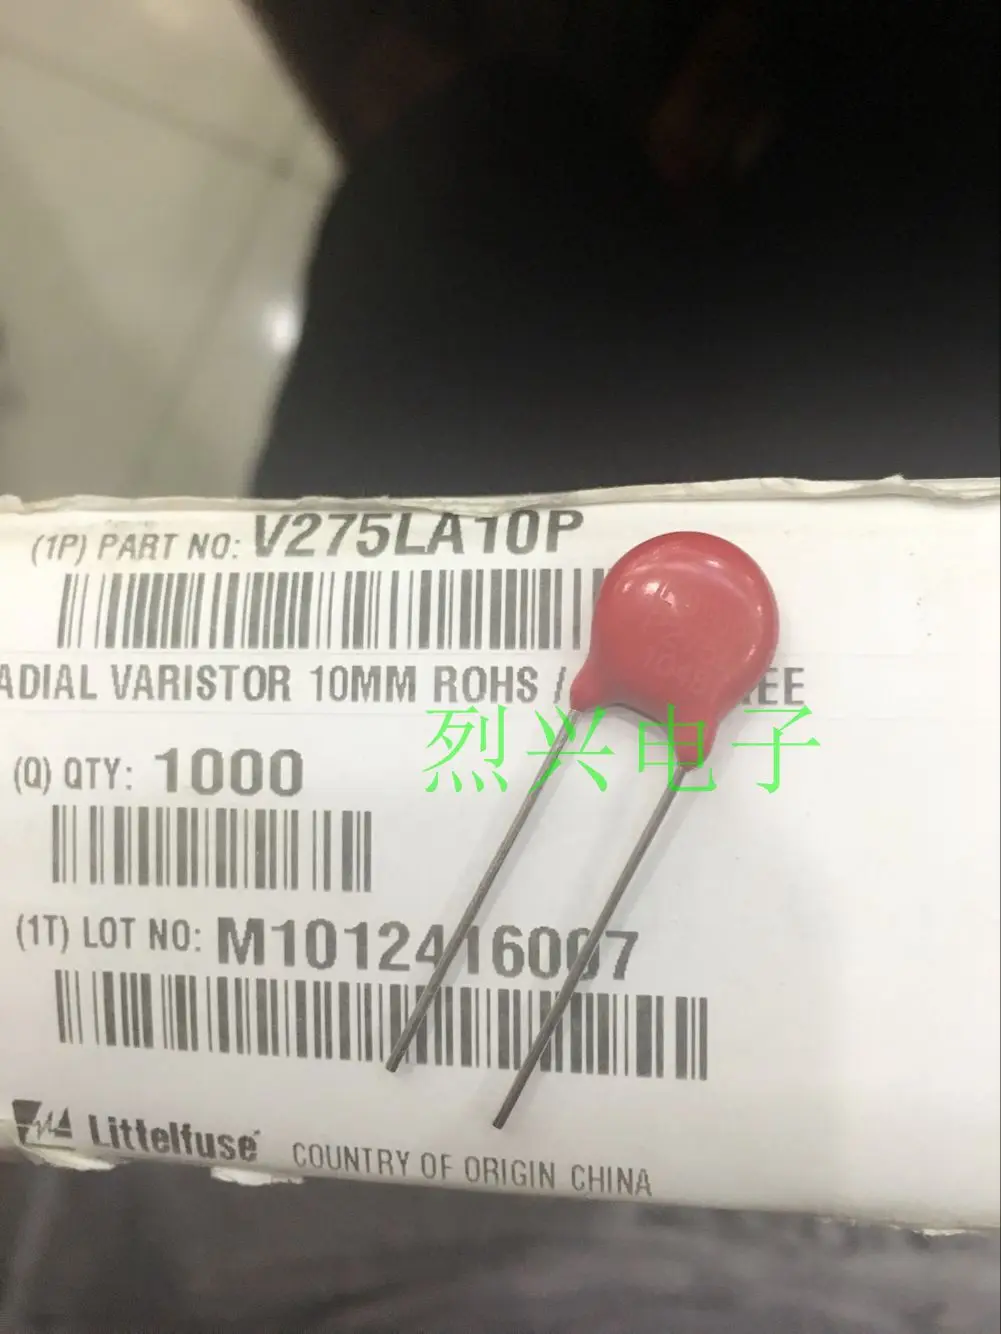 (1P) PART NO: V275LA10P
ADIAL VARISTOR 10MM ROHS / EE
烈兴电子
(Q) QTY: 1000
(1T) LOT NO: M1012416007
Littelfuse COUNTRY OF ORIGIN CHINA